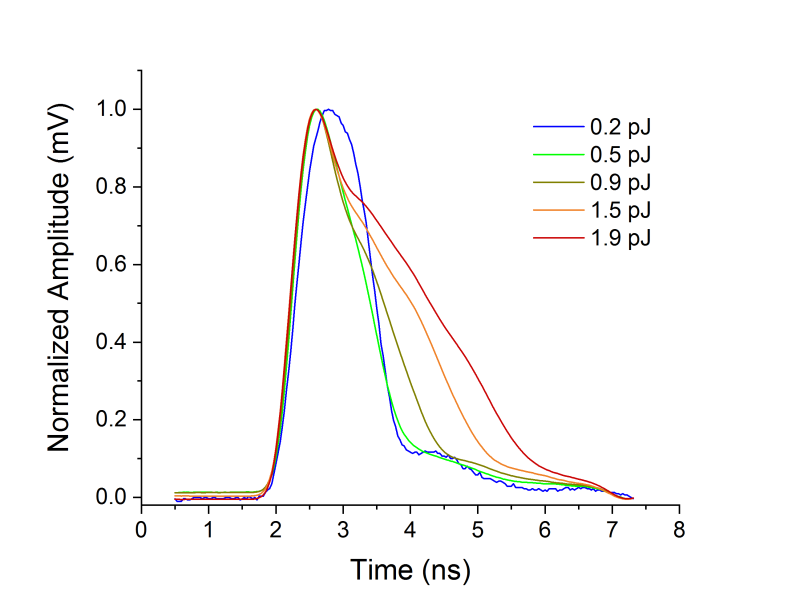 Normalized Amplitude (mV)
1.0
0.8
0.6
0.4
0.2
0.0
0 1 2 3 4 5 6 7 8
Time (ns)
0.2 pJ
0.5 pJ
0.9 pJ
1.5 pJ
1.9 pJ